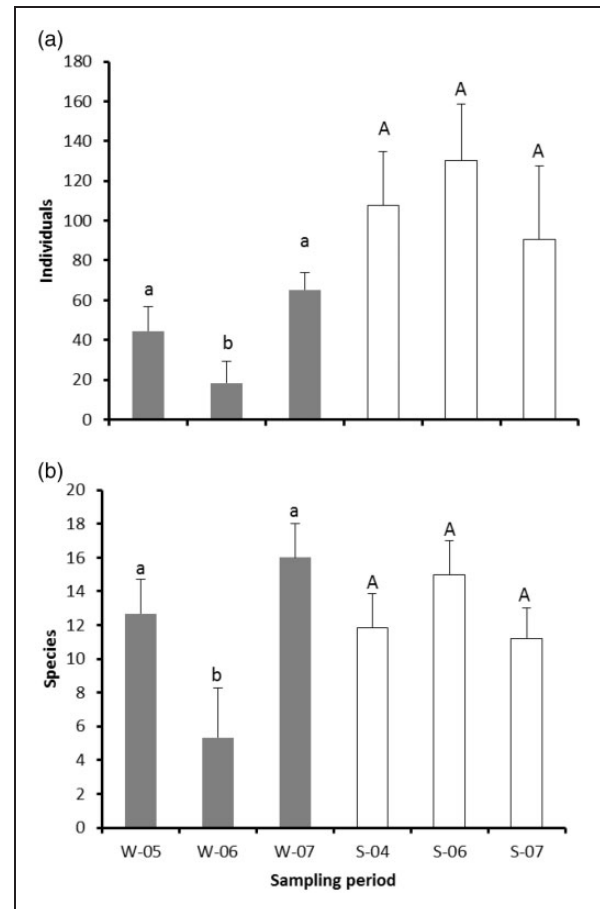 (a)
180
160
140
120
100
80
60
40
20
0
Individuals
a
b
a
A
A
A
(b)
20
18
16
14
12
10
8
6
4
2
0
Species
a
b
a
A
A
A
W-05 W-06 W-07 S-04 S-06 S-07
Sampling period